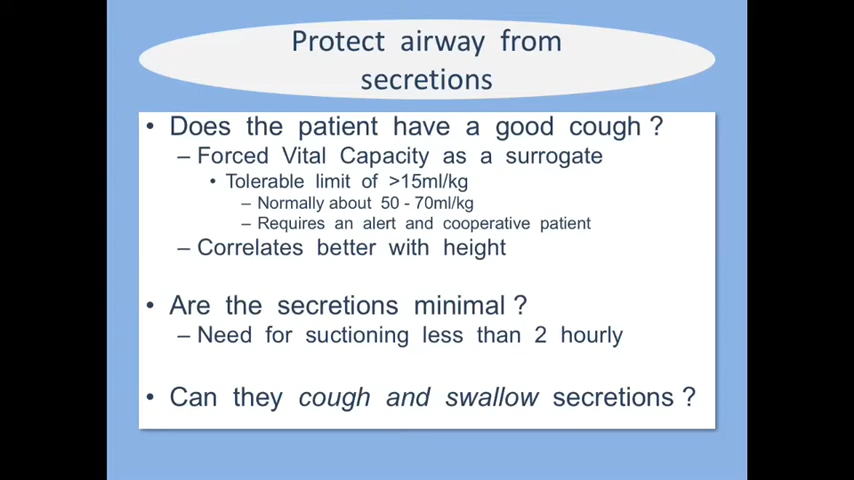 Protect airway from
secretions
• Does the patient have a good cough ?
– Forced Vital Capacity as a surrogate
• Tolerable limit of >15ml/kg
– Normally about 50 - 70ml/kg
– Requires an alert and cooperative patient
– Correlates better with height
• Are the secretions minimal ?
– Need for suctioning less than 2 hourly
• Can they cough and swallow secretions ?